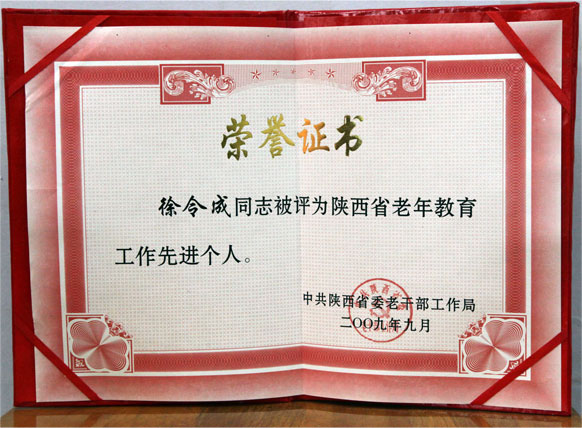 荣誉证书
徐令成同志被评为陕西省老年教育
工作先进个人。
中共陕西省委老干部工作局
二〇〇九年九月